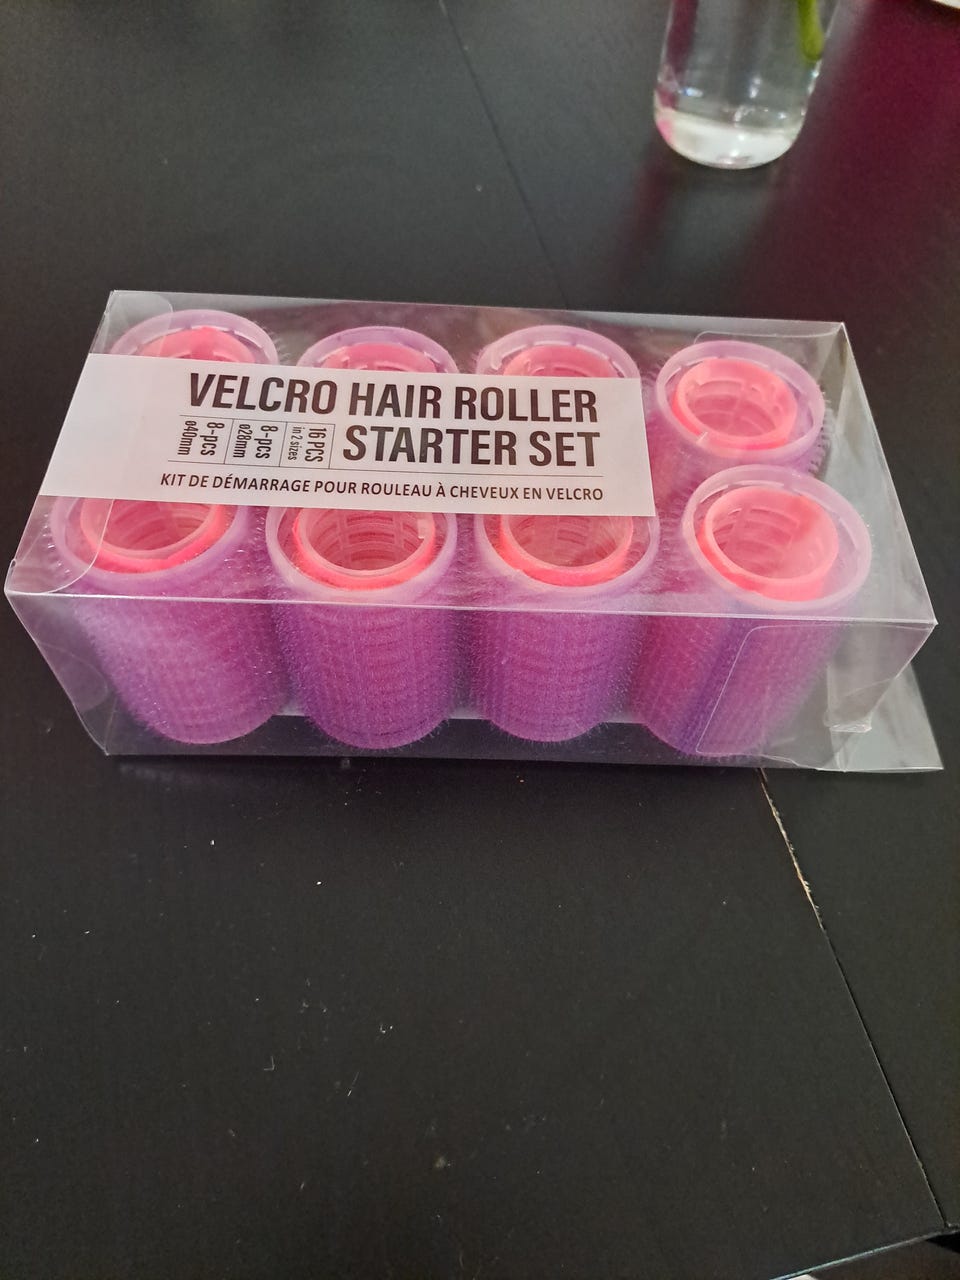 VELCRO HAIR ROLLER
STARTER SET
16 PCS
in 2 sizes
8-pcs
ø28mm
8-pcs
ø40mm
KIT DE DÉMARRAGE POUR ROULEAU À CHEVEUX EN VELCRO